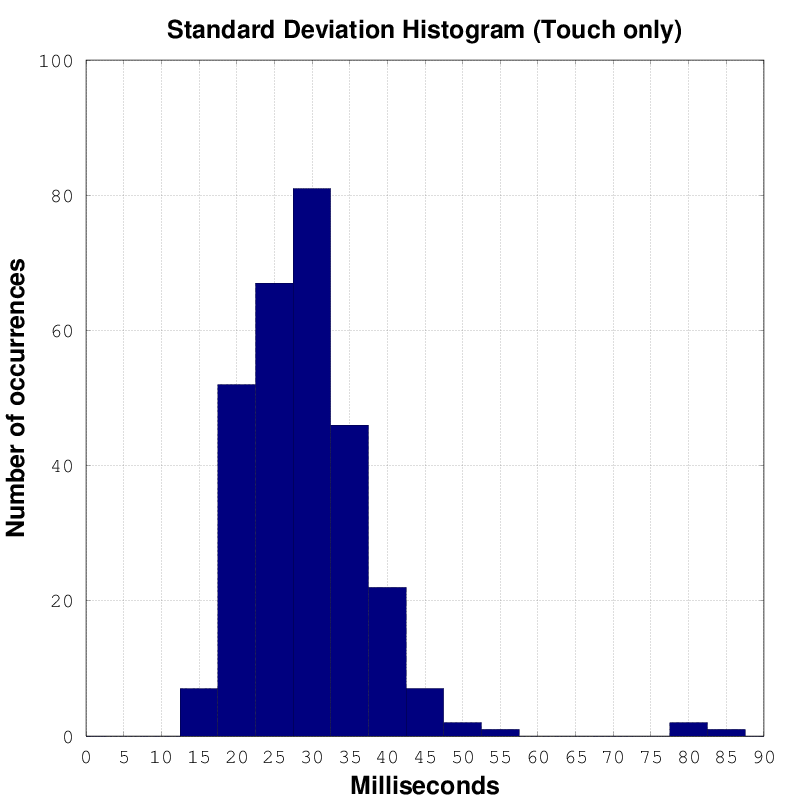 Standard Deviation Histogram (Touch only)
Number of occurrences
100
80
60
40
20
0
0 5 10 15 20 25 30 35 40 45 50 55 60 65 70 75 80 85 90
Milliseconds